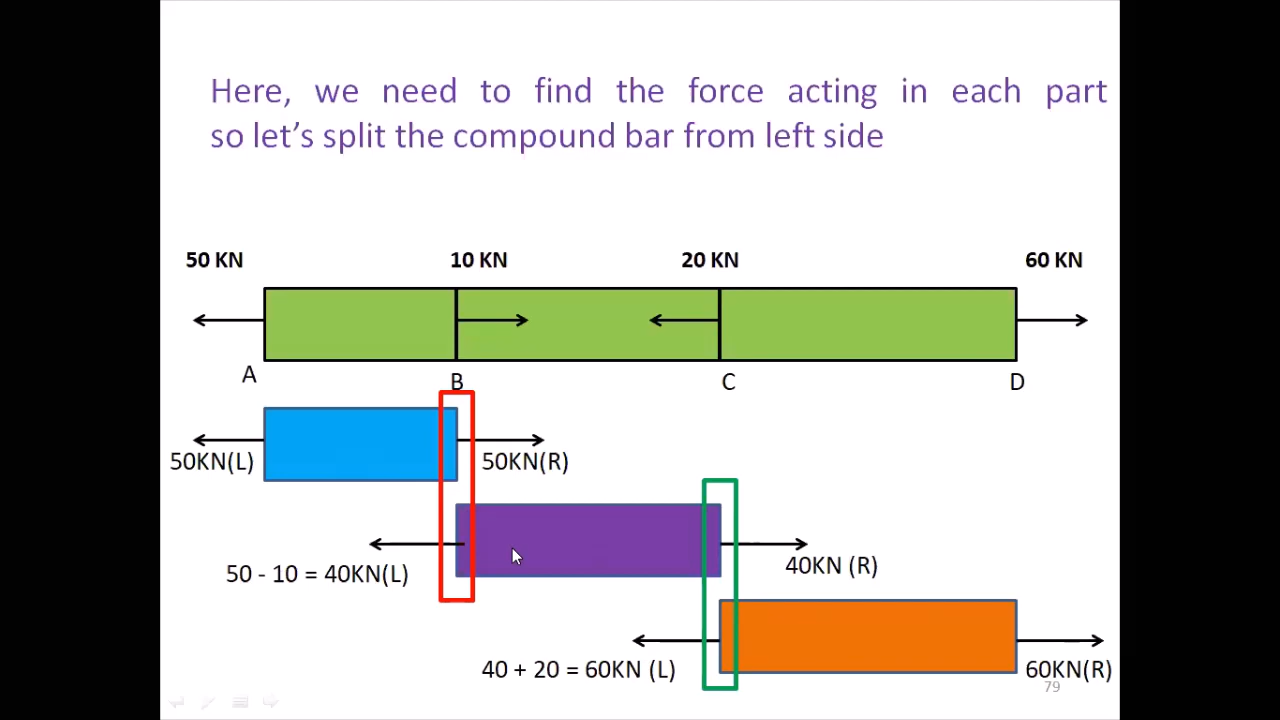 Here, we need to find the force acting in each part
so let's split the compound bar from left side
50 KN 10 KN 20 KN 60 KN
A B C D
50KN(L) 50KN(R)
50 - 10 = 40KN(L) 40KN (R)
40 + 20 = 60KN (L) 60KN(R)
79